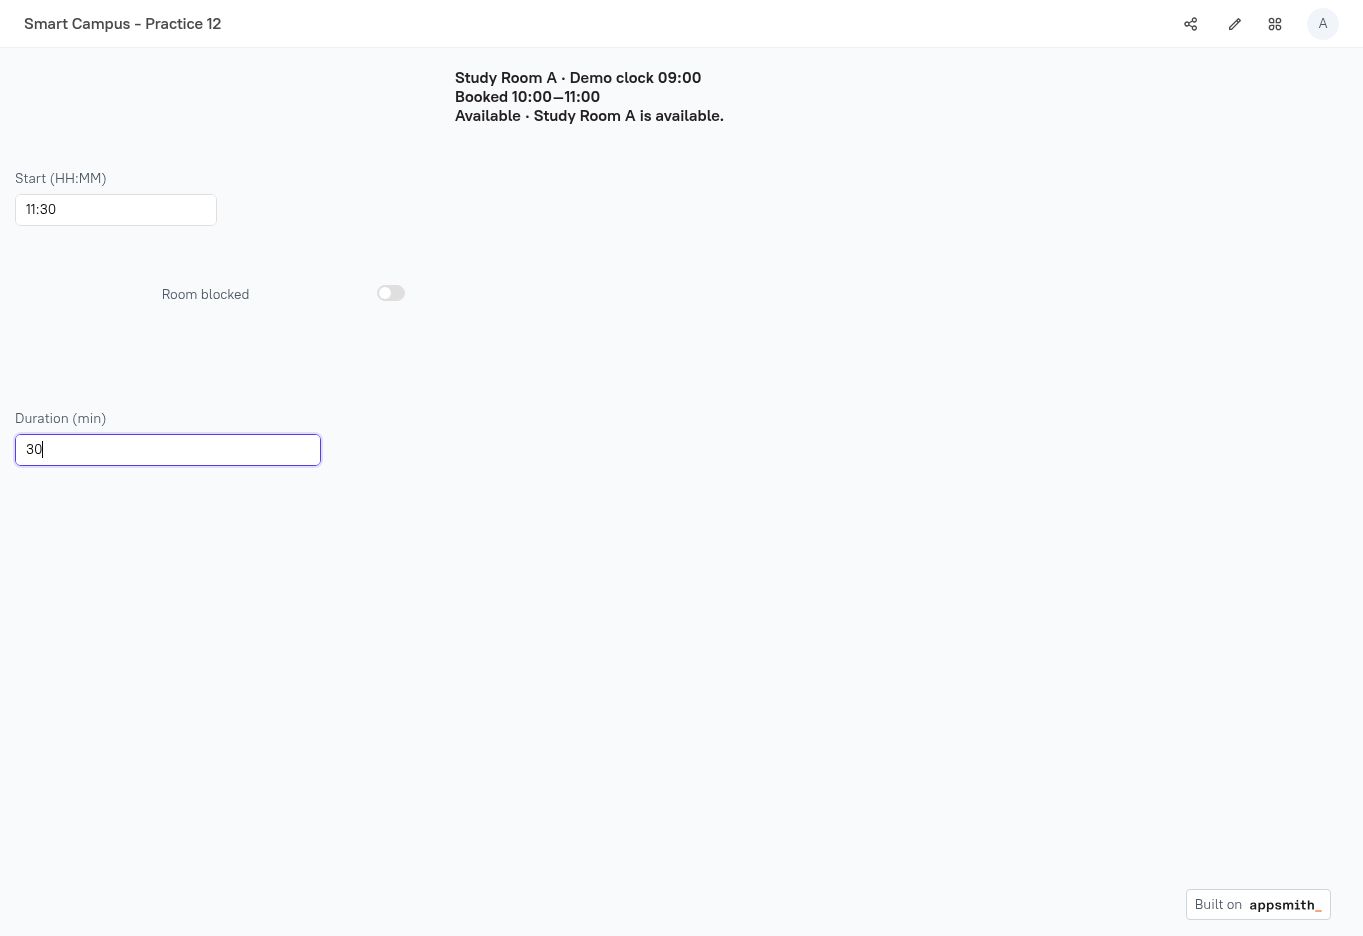 Smart Campus - Practice 12
A
Study Room A · Demo clock 09:00
Booked 10:00–11:00
Available · Study Room A is available.
Start (HH:MM)
11:30
Room blocked
Duration (min)
30
Built on appsmith_